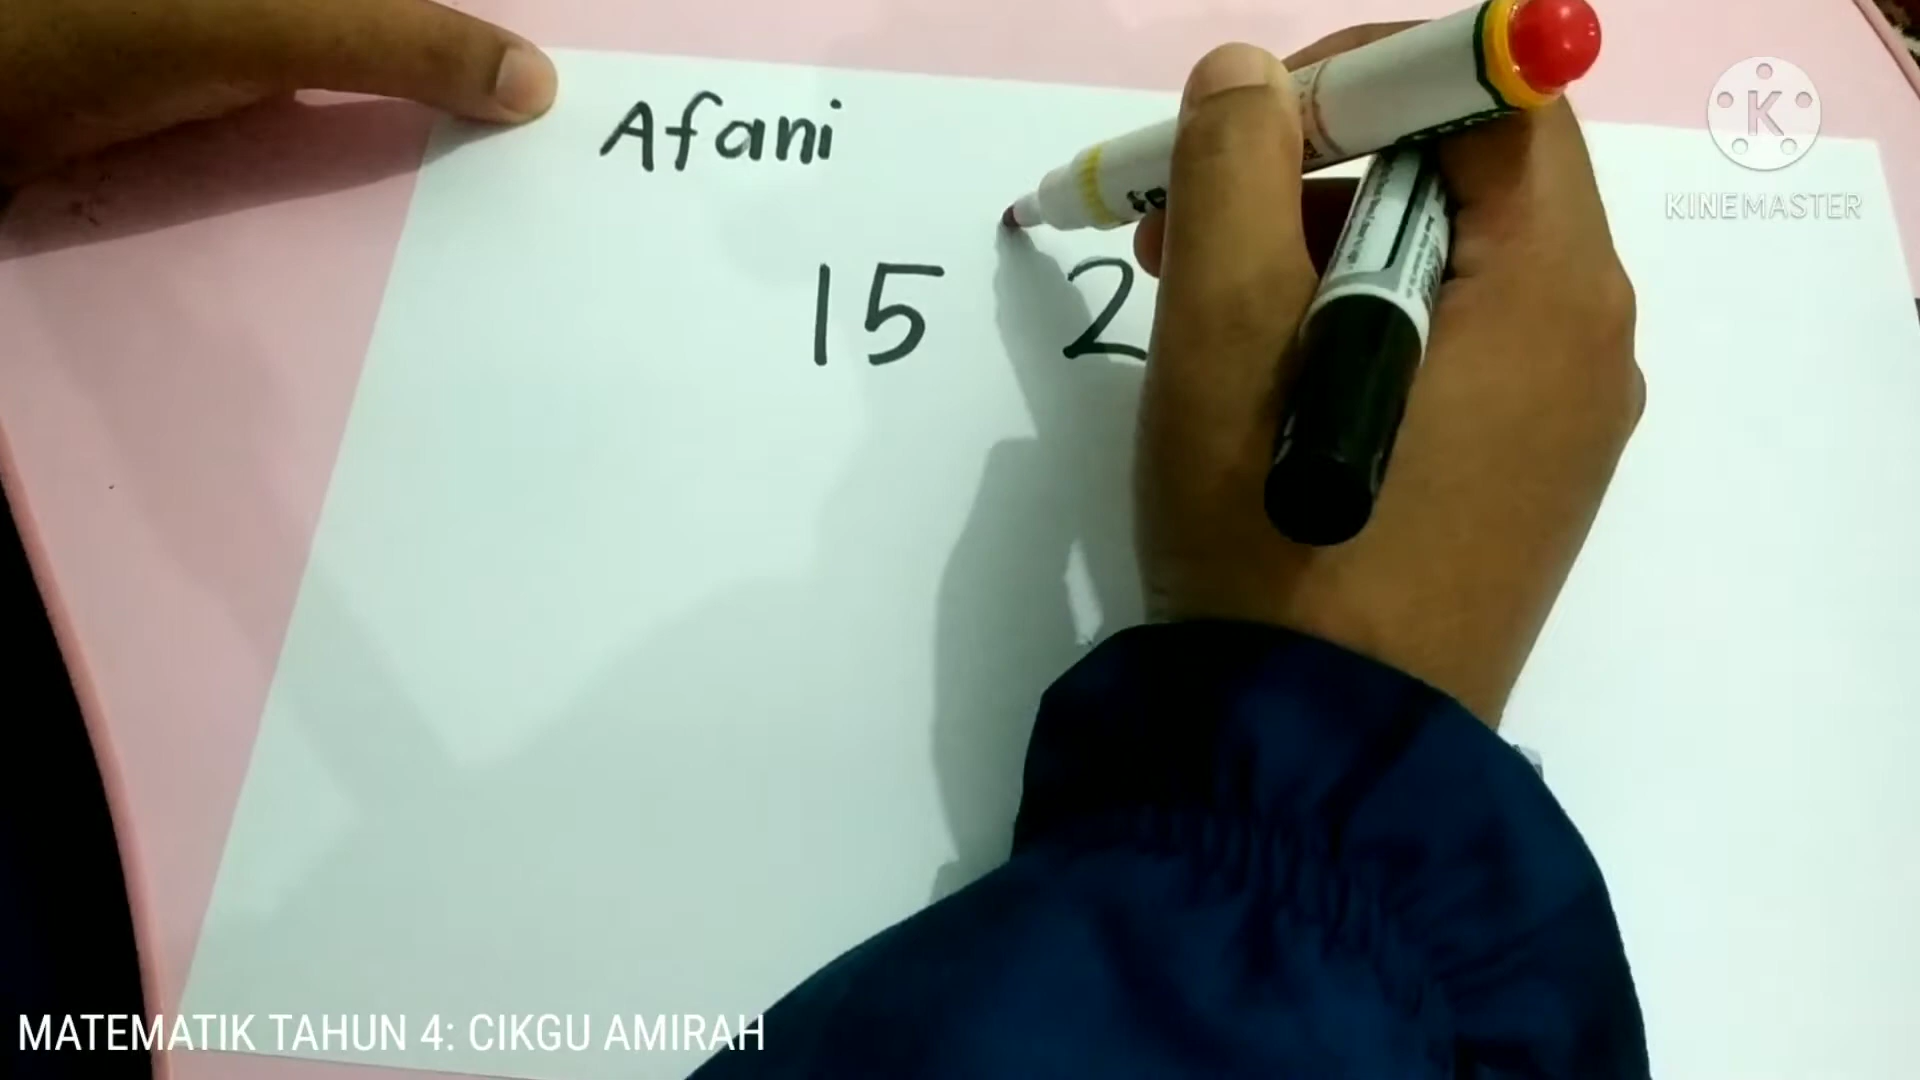 Afani
15 2
K
KINEMASTER
MATEMATIK TAHUN 4: CIKGU AMIRAH